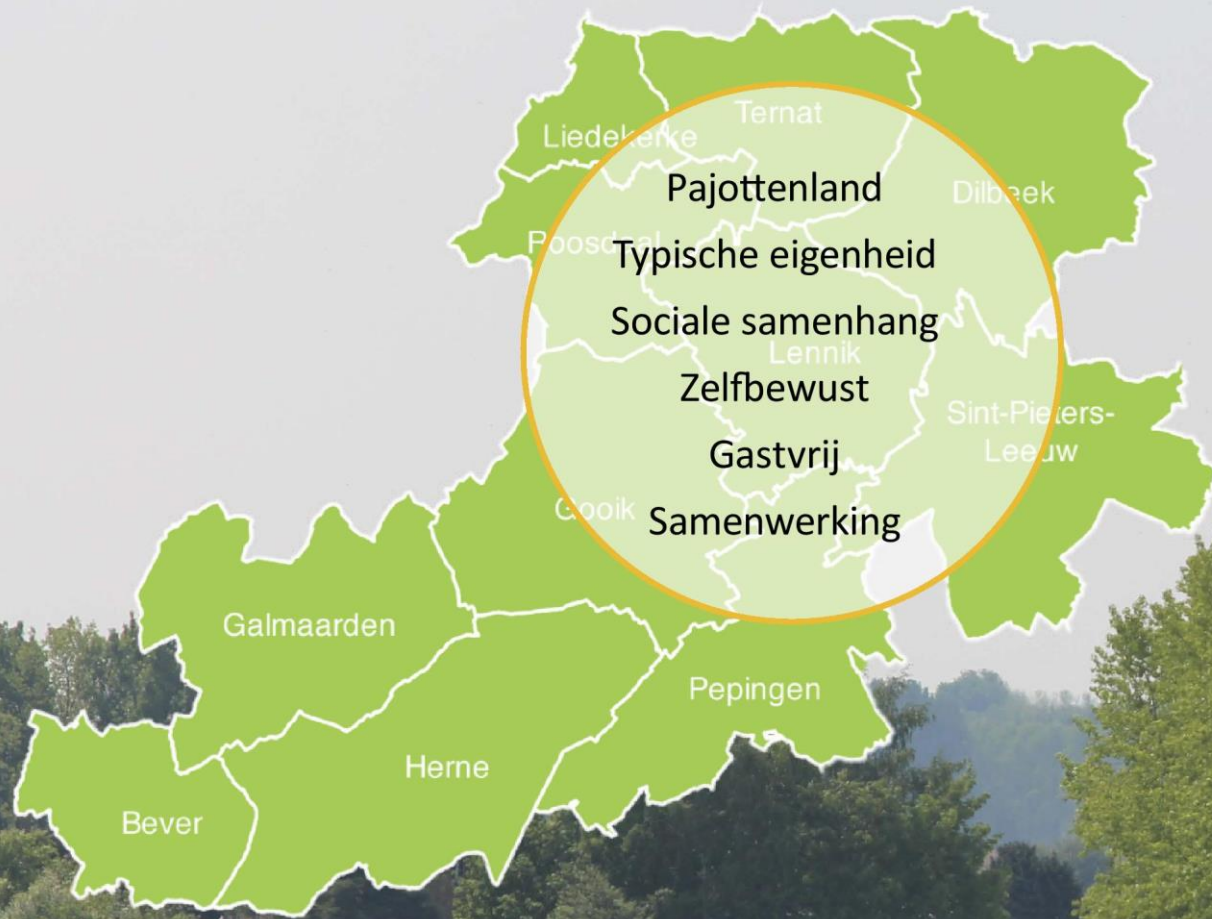 Ternat
Liedekerke
Pajottenland
Dilbeek
Roosdaal
Typische eigenheid
Sociale samenhang
Lennik
Zelfbewust
Sint-Pieters-
Leeuw
Gastvrij
Gooik
Samenwerking
Galmaarden
Pepingen
Herne
Bever